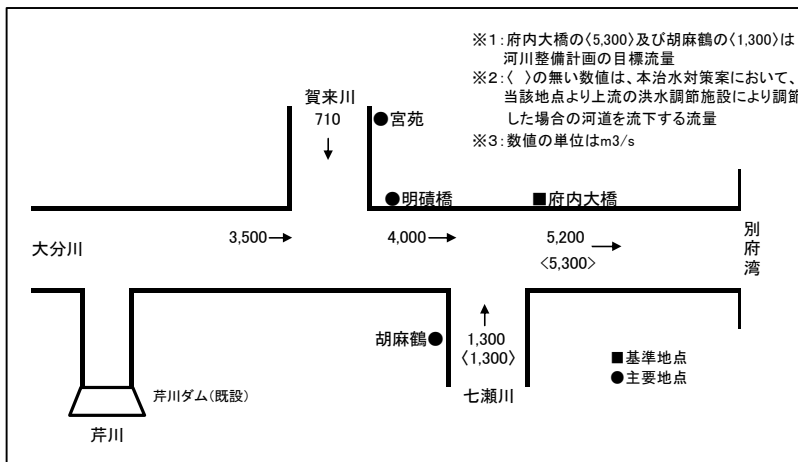 ※1:府内大橋の〈5,300〉及び胡麻鶴の〈1,300〉は
河川整備計画の目標流量
※2:〈 〉の無い数値は、本治水対策案において、
当該地点より上流の洪水調節施設により調節
した場合の河道を流下する流量
※3:数値の単位はm3/s
賀来川
710
↓
●宮苑
●明磧橋
■府内大橋
大分川
3,500→
4,000→
5,200
→
〈5,300〉
別府湾
胡麻鶴●
↑
1,300
〈1,300〉
七瀬川
■基準地点
●主要地点
芹川ダム(既設)
芹川